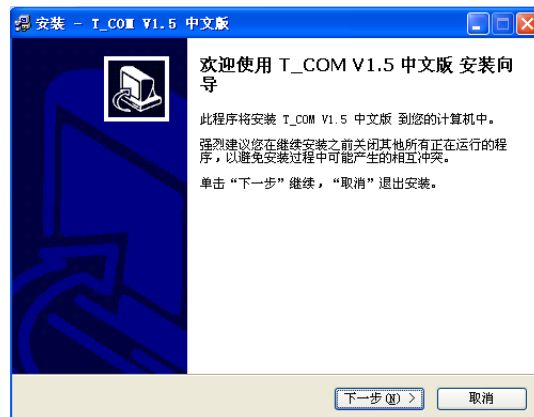 安装 - T_COM V1.5 中文版
欢迎使用 T_COM V1.5 中文版 安装向
导
此程序将安装 T_COM V1.5 中文版 到您的计算机中。
强烈建议您在继续安装之前关闭其他所有正在运行的程
序，以避免安装过程中可能产生的相互冲突。
单击“下一步”继续，“取消”退出安装。
下一步(N) >
取消